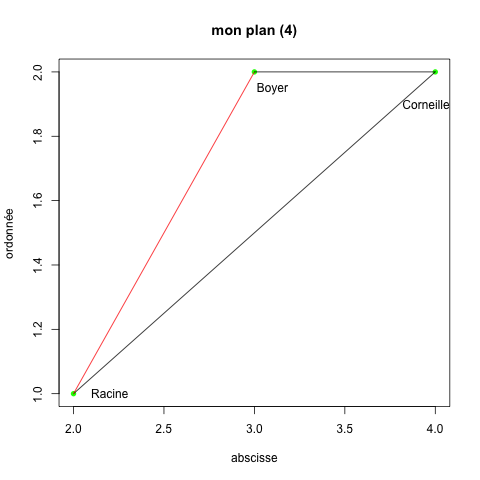 mon plan (4)
2.0
Boyer
Corneille
1.8
1.6
ordonnée
1.4
1.2
1.0
Racine
2.0 2.5 3.0 3.5 4.0
abscisse